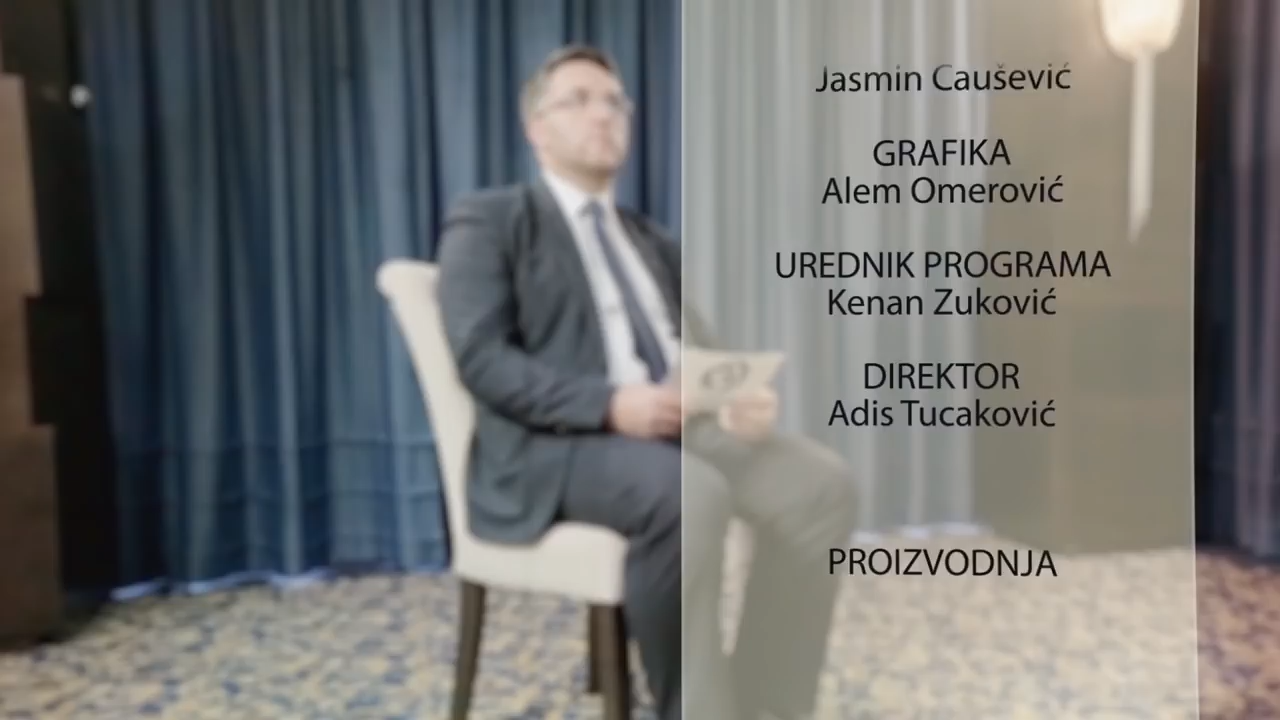 Jasmin Caušević
GRAFIKA
Alem Omerović
UREDNIK PROGRAMA
Kenan Zuković
DIREKTOR
Adis Tucaković
PROIZVODNJA